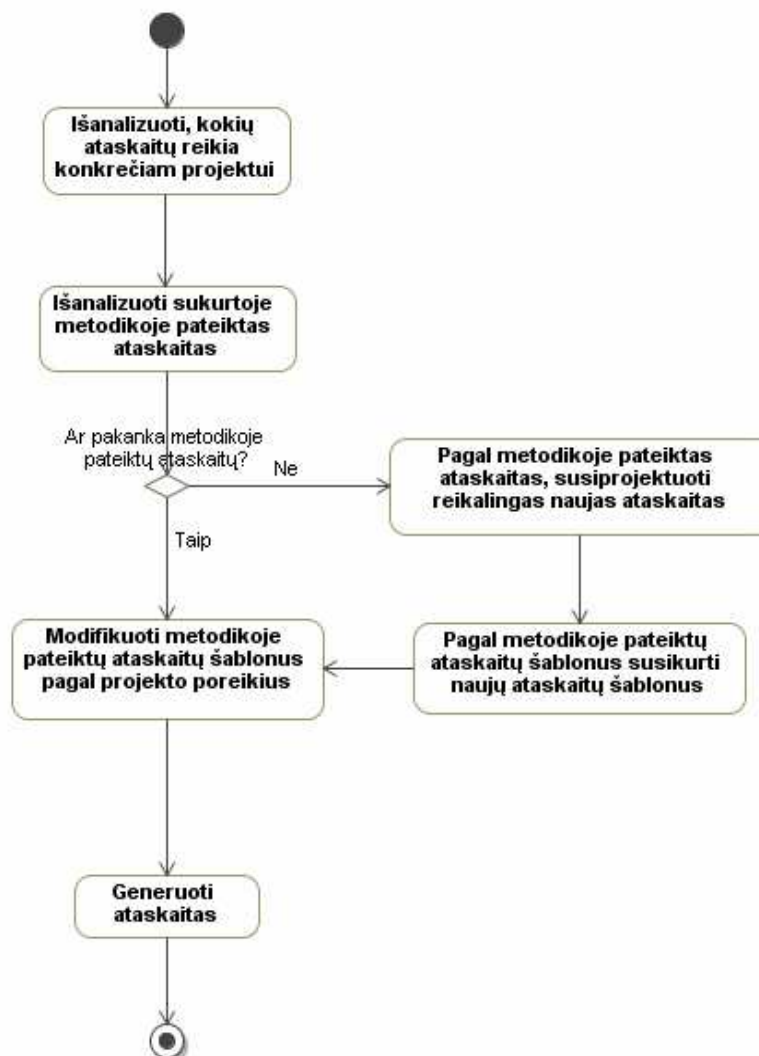 Išanalizuoti, kokių
ataskaitų reikia
konkrečiam projektui
Išanalizuoti sukurtoje
metodikoje pateiktas
ataskaitas
Ar pakanka metodikoje
pateiktų ataskaitų?
Ne
Pagal metodikoje pateiktas
ataskaitas, susiprojektuoti
reikalingas naujas ataskaitas
Taip
Modifikuoti metodikoje
pateiktų ataskaitų šablonus
pagal projekto poreikius
Pagal metodikoje pateiktų
ataskaitų šablonus susikurti
naujų ataskaitų šablonus
Generuoti
ataskaitas